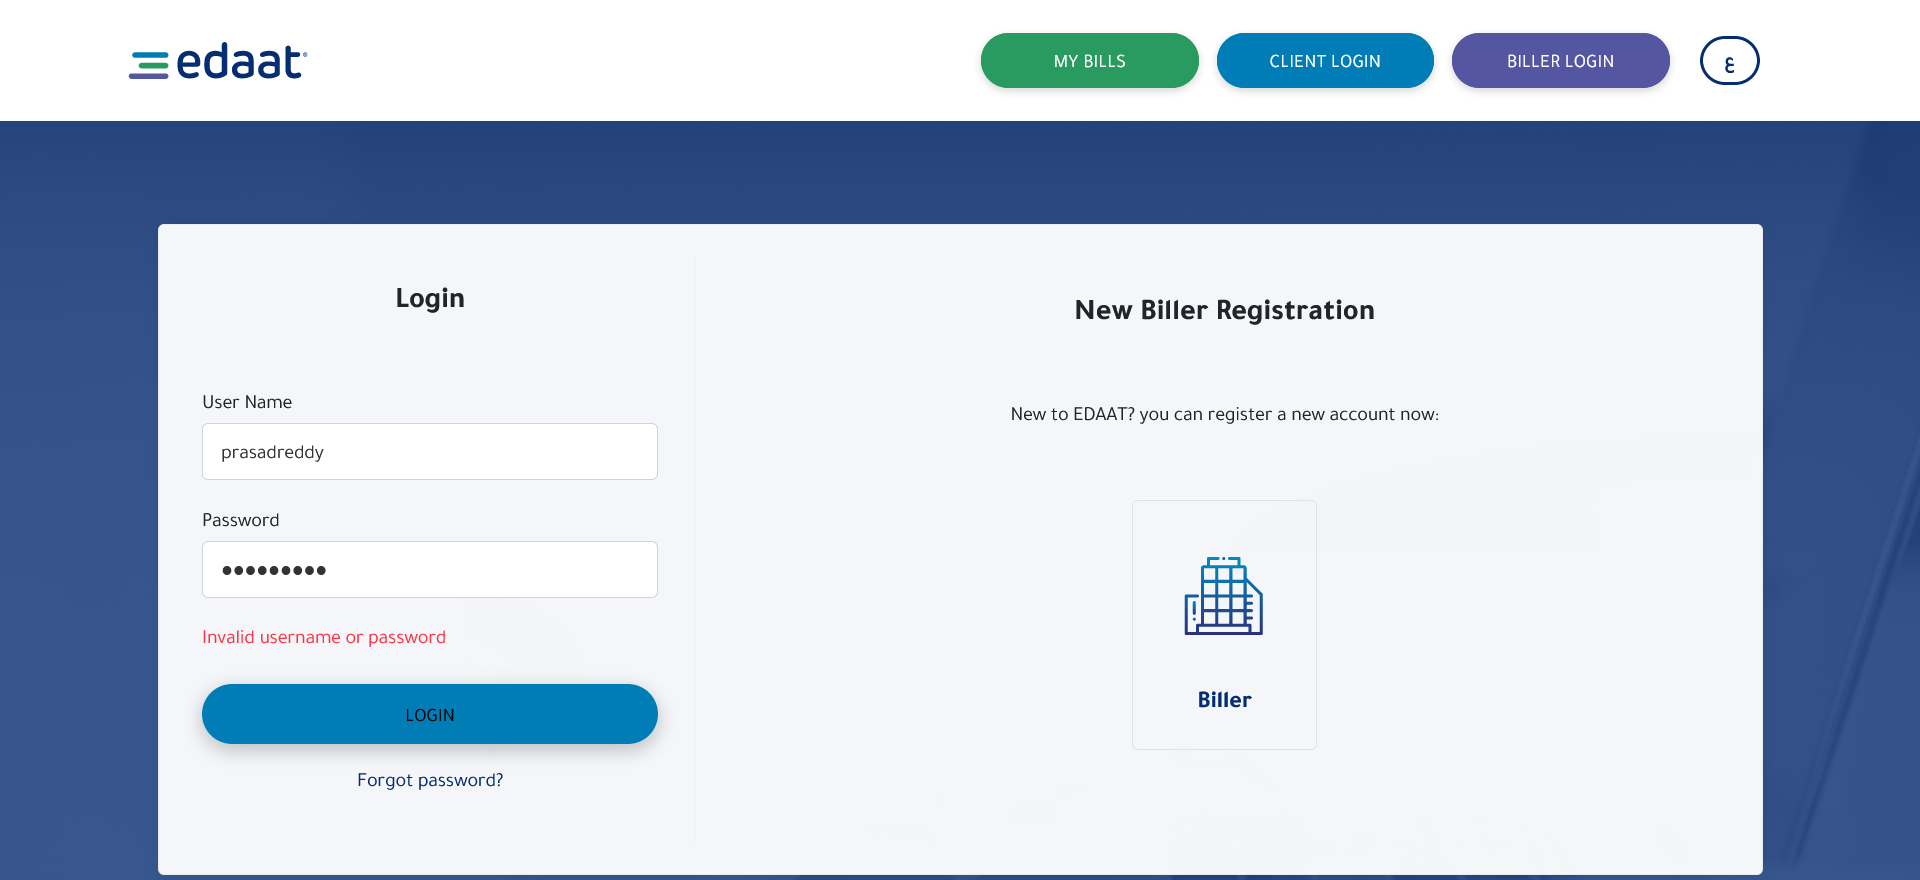 edaat
MY BILLS
CLIENT LOGIN
BILLER LOGIN
ع
Login
User Name
prasadreddy
Password
●●●●●●●●●
Invalid username or password
LOGIN
Forgot password?
New Biller Registration
New to EDAAT? you can register a new account now:
Biller